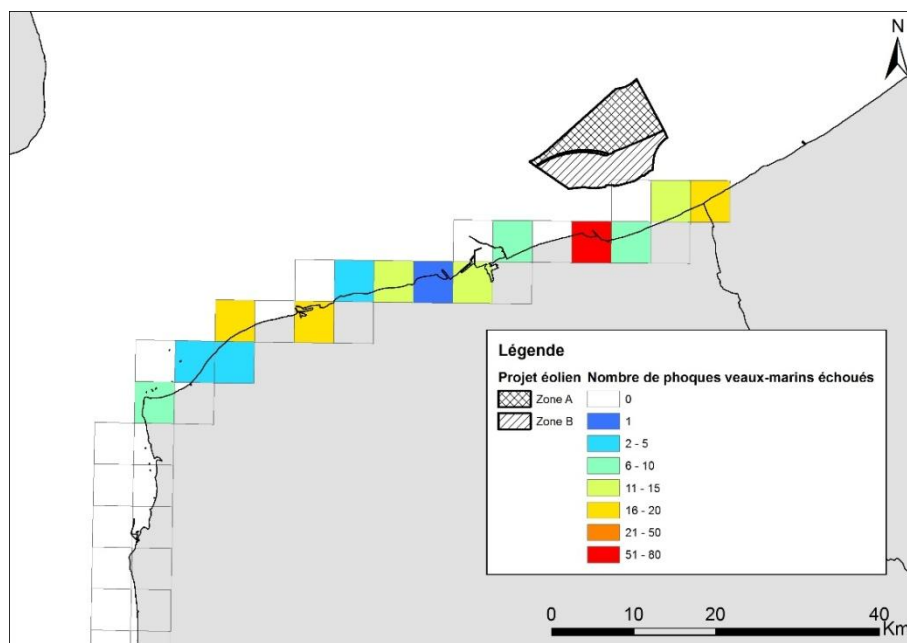 N
Légende
Projet éolien Nombre de phoques veaux-marins échoués
Zone A 0
Zone B 1
2 - 5
6 - 10
11 - 15
16 - 20
21 - 50
51 - 80
0 10 20 40
Km